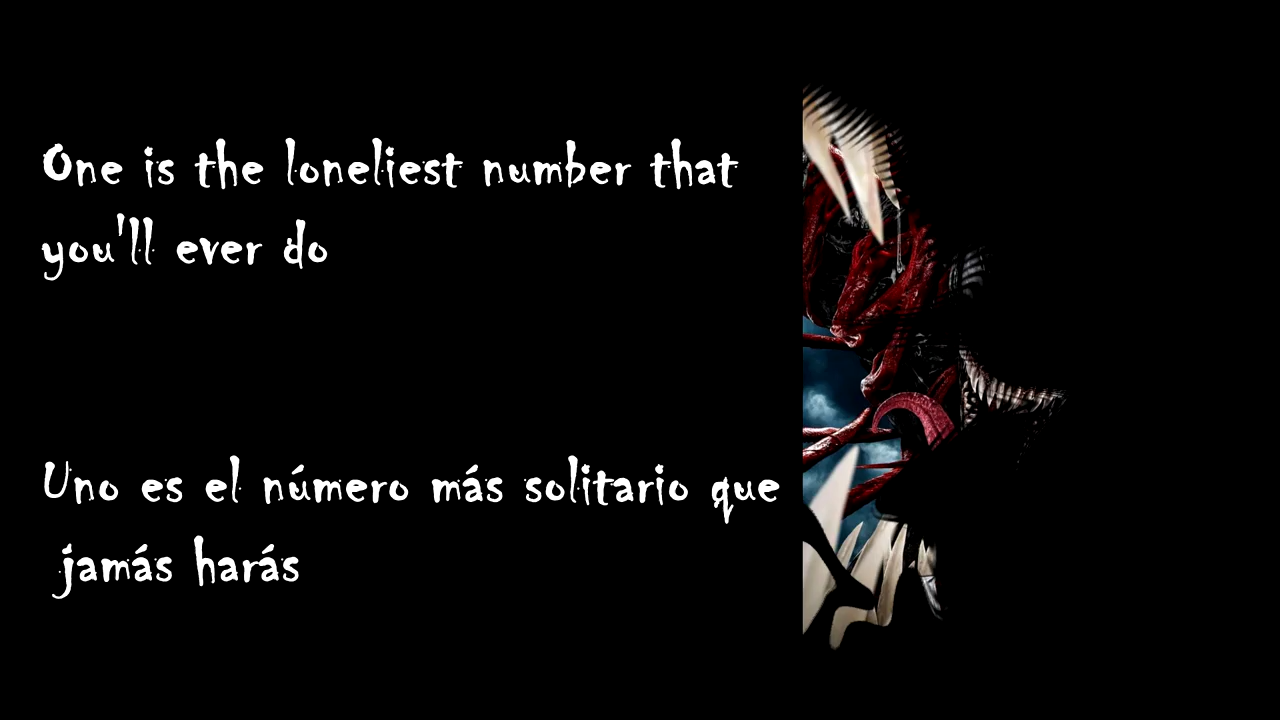 One is the loneliest number that
you'll ever do
Uno es el número más solitario que
jamás harás